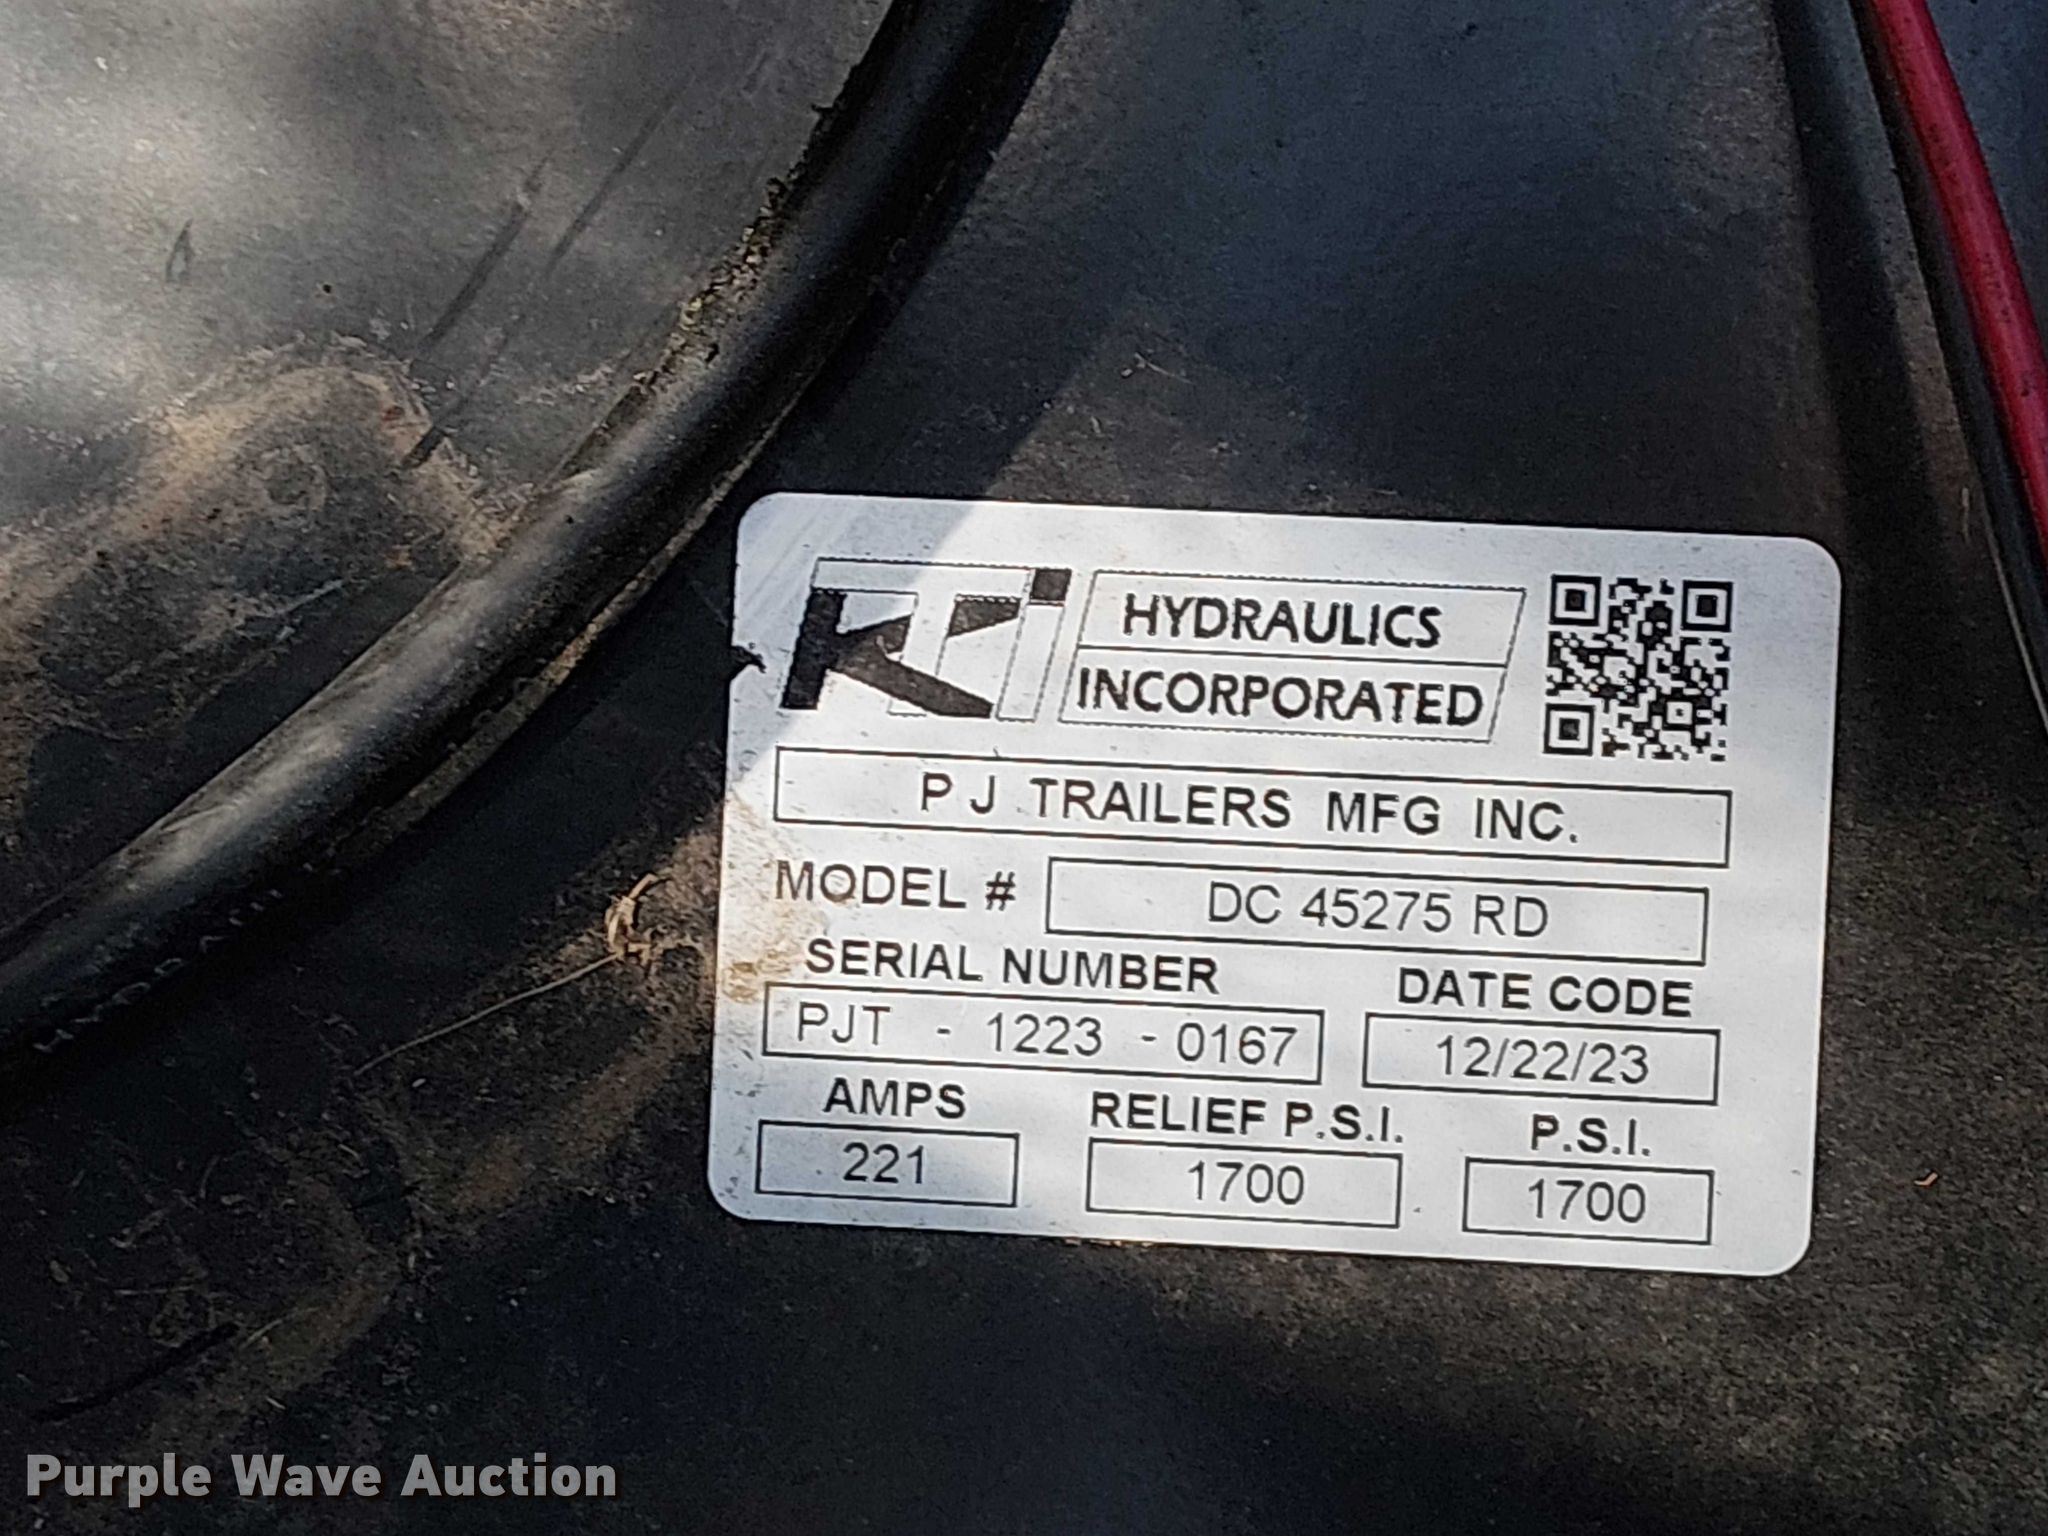 KTi HYDRAULICS
INCORPORATED
P J TRAILERS MFG INC.
MODEL # DC 45275 RD
SERIAL NUMBER DATE CODE
PJT - 1223 - 0167 12/22/23
AMPS RELIEF P.S.I. P.S.I.
221 1700 1700
Purple Wave Auction